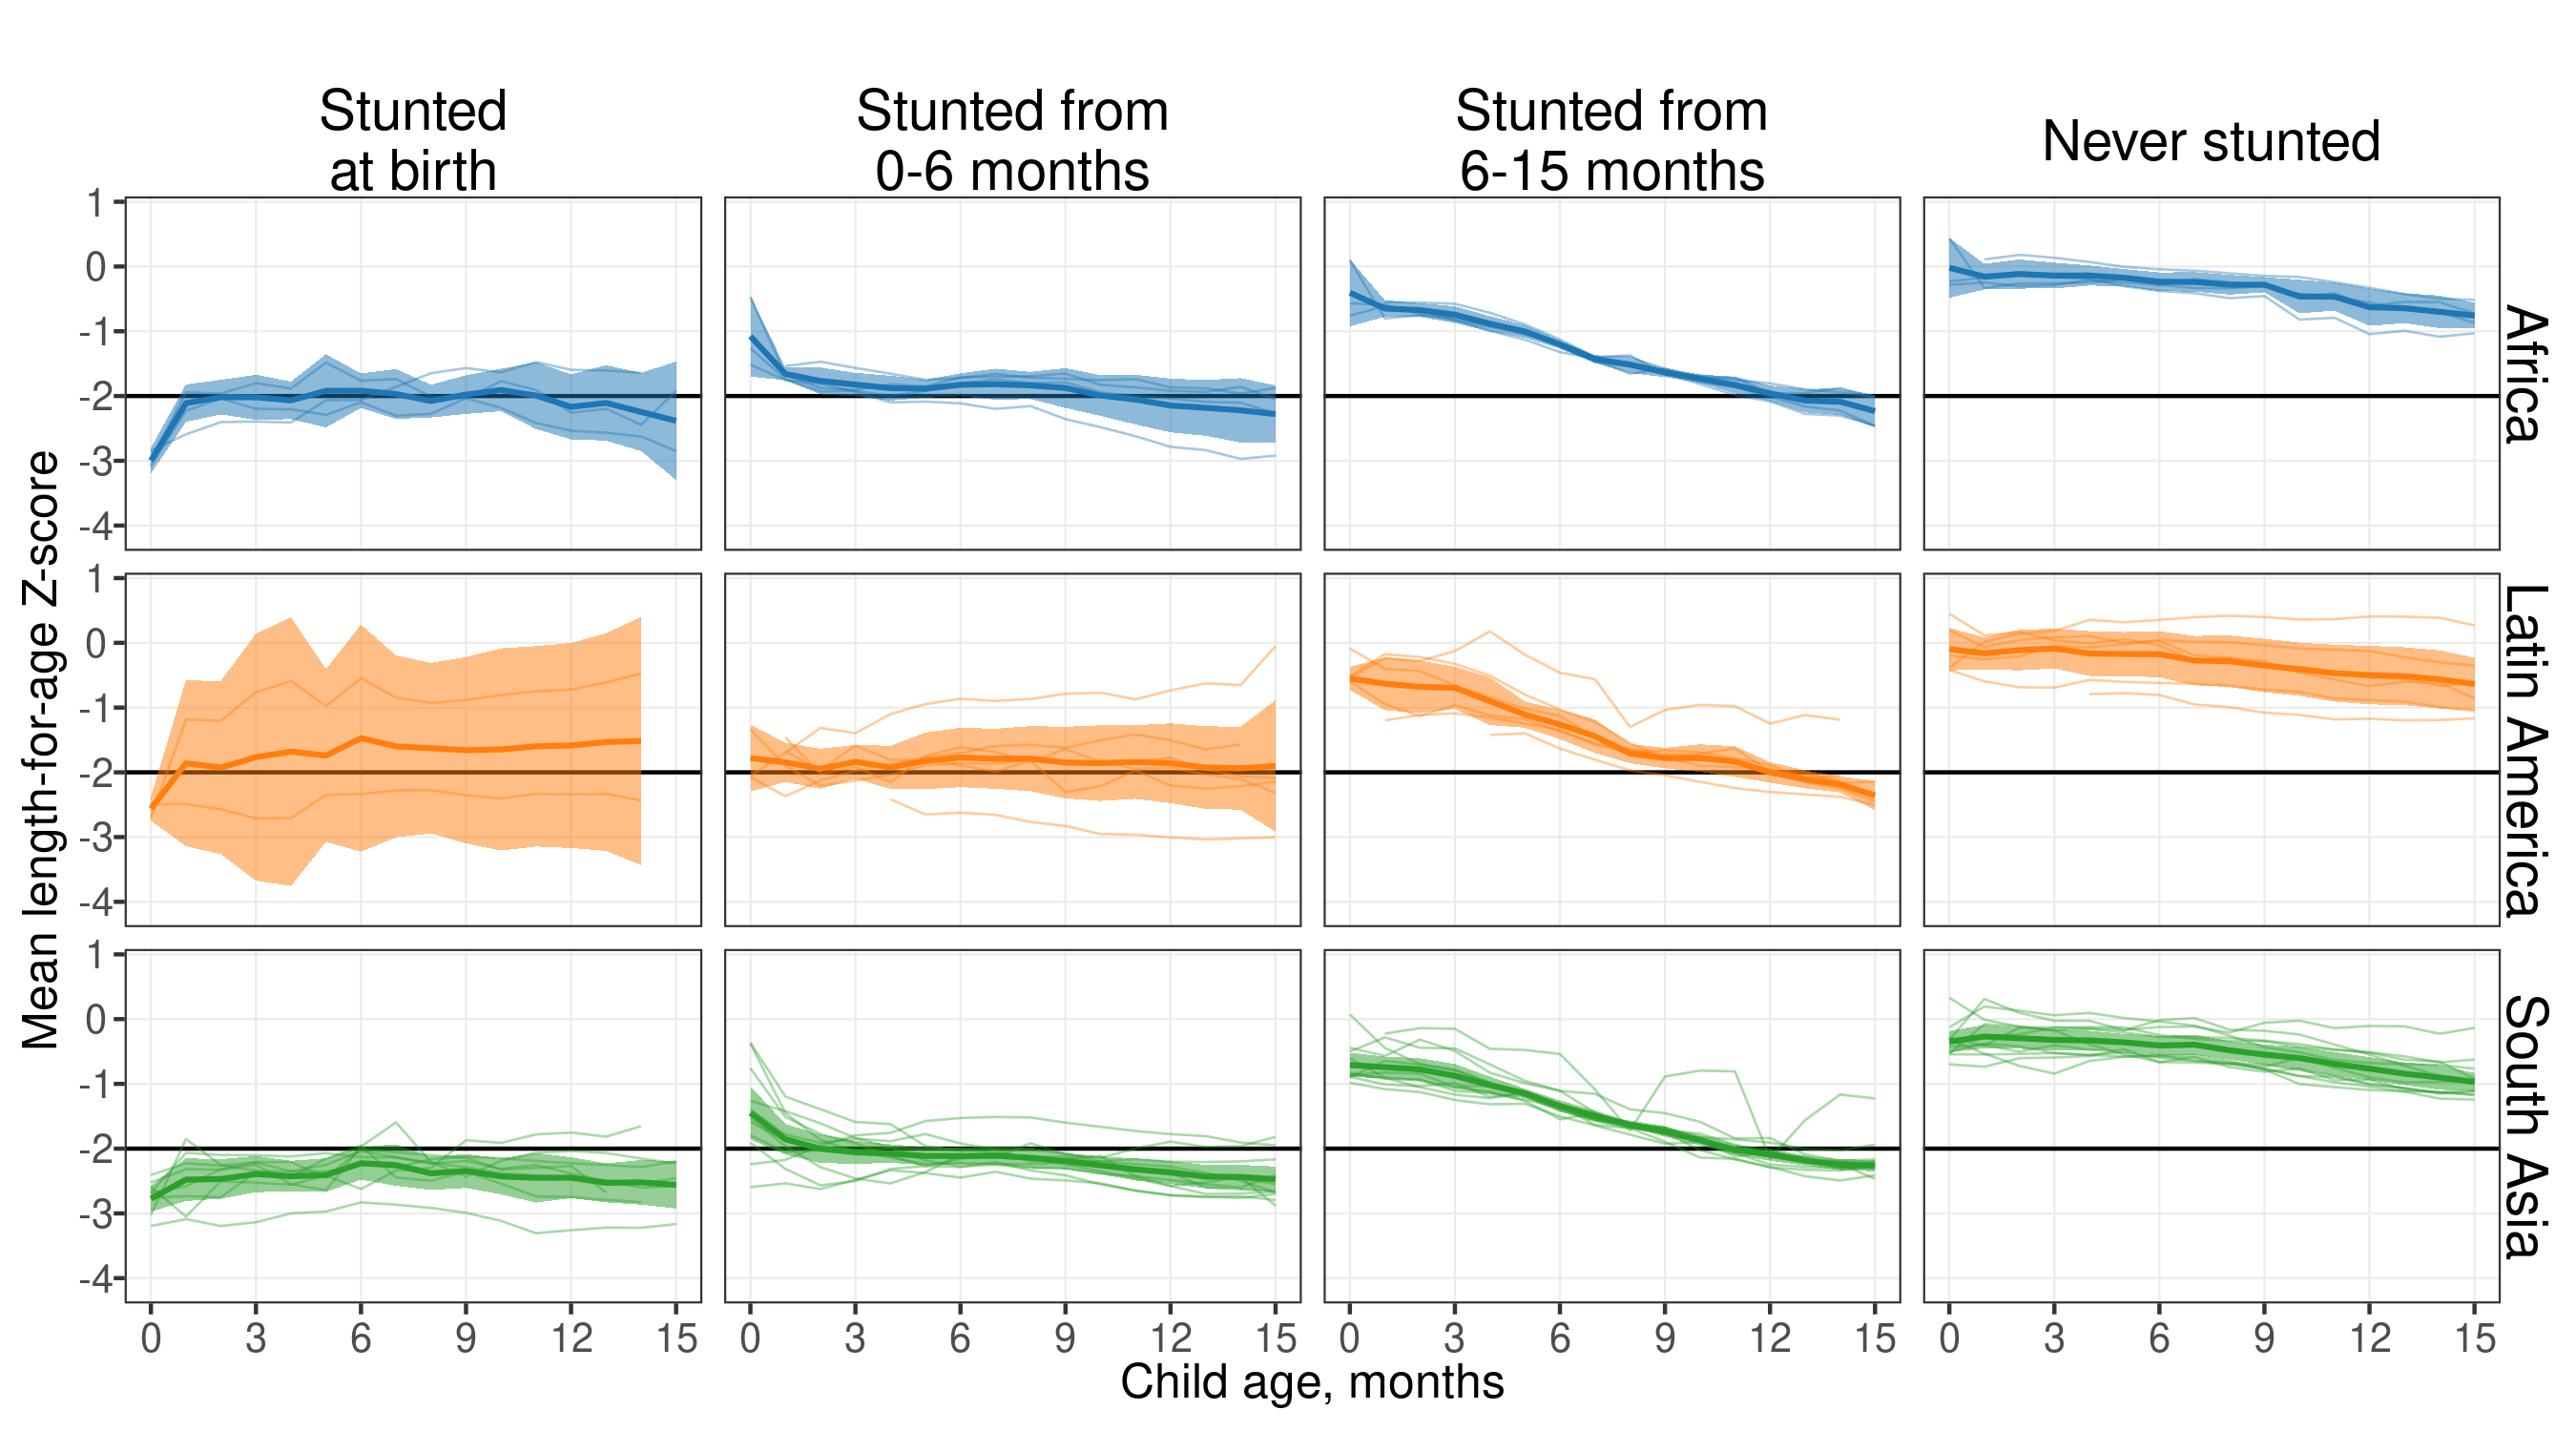 Stunted
at birth
Stunted from
0-6 months
Stunted from
6-15 months
Never stunted
Mean length-for-age Z-score
1
0
-1
-2
-3
-4
Africa
1
0
-1
-2
-3
-4
Latin America
1
0
-1
-2
-3
-4
South Asia
0 3 6 9 12 15 0 3 6 9 12 15 0 3 6 9 12 15 0 3 6 9 12 15
Child age, months